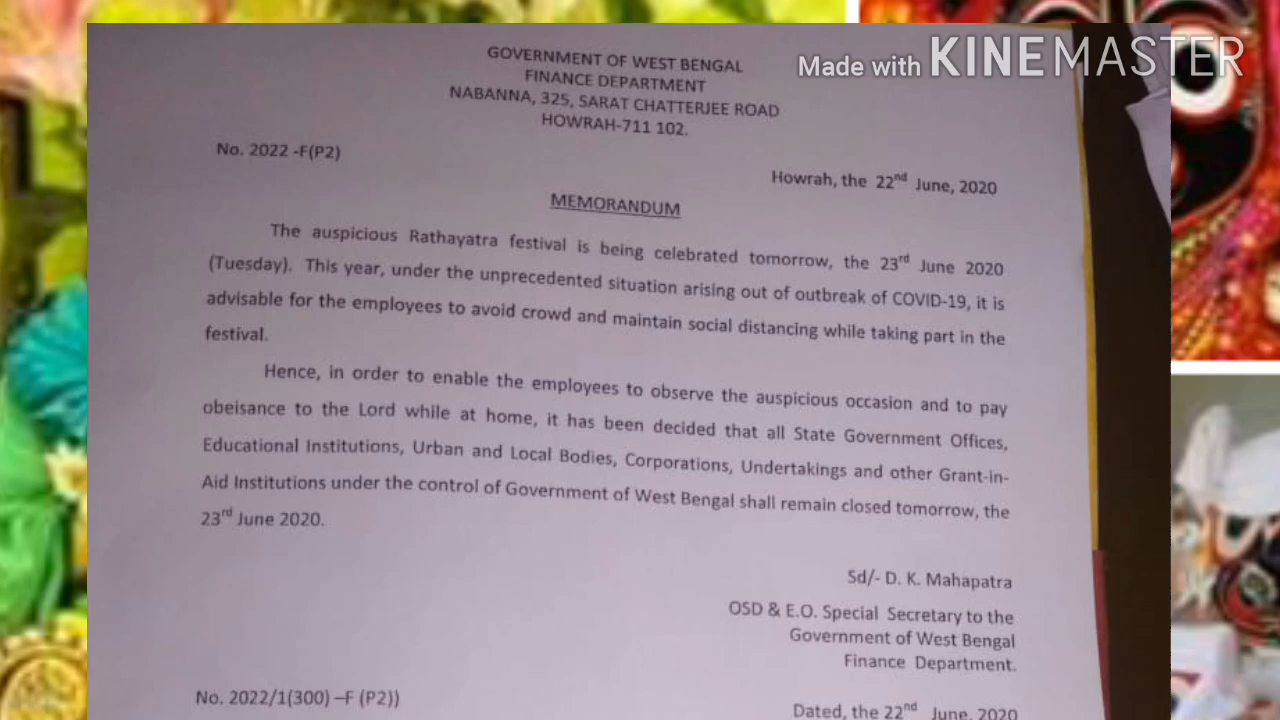 Made with KINEMASTER
GOVERNMENT OF WEST BENGAL
FINANCE DEPARTMENT
NABANNA, 325, SARAT CHATTERJEE ROAD
HOWRAH-711 102.
No. 2022 -F(P2)
Howrah, the 22nd June, 2020
MEMORANDUM
The auspicious Rathayatra festival is being celebrated tomorrow, the 23rd June 2020
(Tuesday). This year, under the unprecedented situation arising out of outbreak of COVID-19, it is
advisable for the employees to avoid crowd and maintain social distancing while taking part in the
festival.
Hence, in order to enable the employees to observe the auspicious occasion and to pay
obeisance to the Lord while at home, it has been decided that all State Government Offices,
Educational Institutions, Urban and Local Bodies, Corporations, Undertakings and other Grant-in-
Aid Institutions under the control of Government of West Bengal shall remain closed tomorrow, the
23rd June 2020.
Sd/- D. K. Mahapatra
OSD & E.O. Special Secretary to the
Government of West Bengal
Finance Department.
No. 2022/1(300) –F (P2))
Dated, the 22nd June, 2020